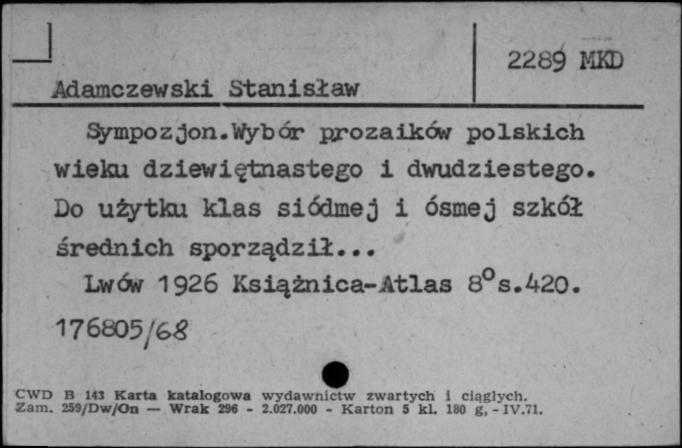 2289 MKD
Adamczewski Stanisław
Sympozjon.Wybór prozaików polskich
wieku dziewiętnastego i dwudziestego.
Do użytku klas siódmej i ósmej szkół
średnich sporządził...
Lwów 1926 Książnica-Atlas 8°s.420.
176805/68
CWD B 143 Karta katalogowa wydawnictw zwartych i ciągłych.
Zam. 259/Dw/On — Wrak 296 - 2.027.000 - Karton 5 kl. 180 g, - IV.71.